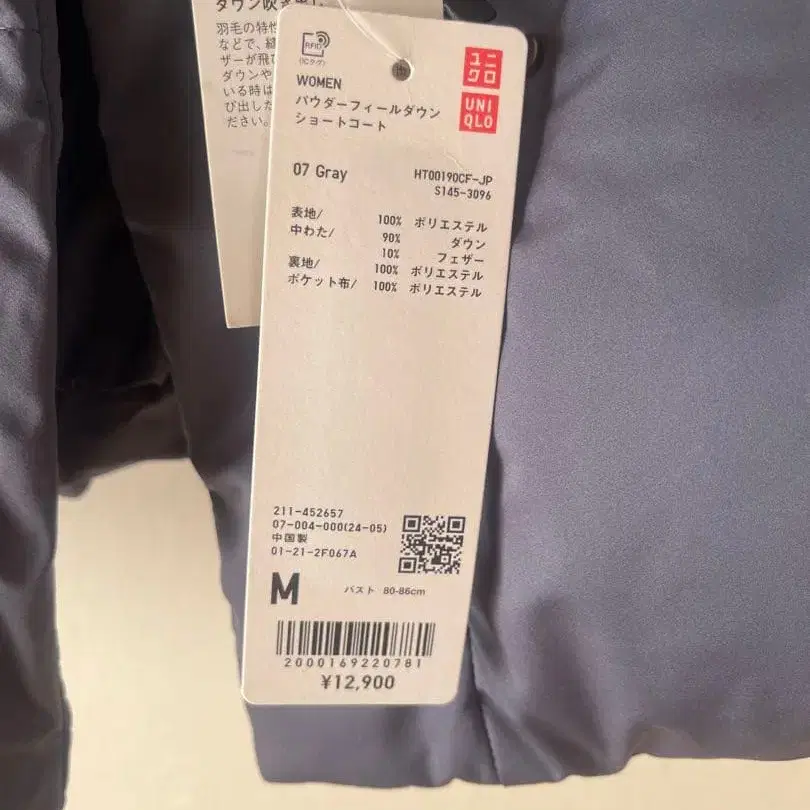 ダウン吹き出し
羽毛の特性
などで、縫
ザーが飛び
ダウンや
いる時は
び出した
ださい。
RFID
(ICタグ)
ユニ
クロ
UNI
QLO
WOMEN
パウダーフィールダウン
ショートコート
07 Gray
HT00190CF-JP
S145-3096
表地/ 100% ポリエステル
中わた/ 90% ダウン
10% フェザー
裏地/ 100% ポリエステル
ポケット布/ 100% ポリエステル
211-452657
07-004-000(24-05)
中国製
01-21-2F067A
M バスト 80-86cm
2000169220781
¥12,900